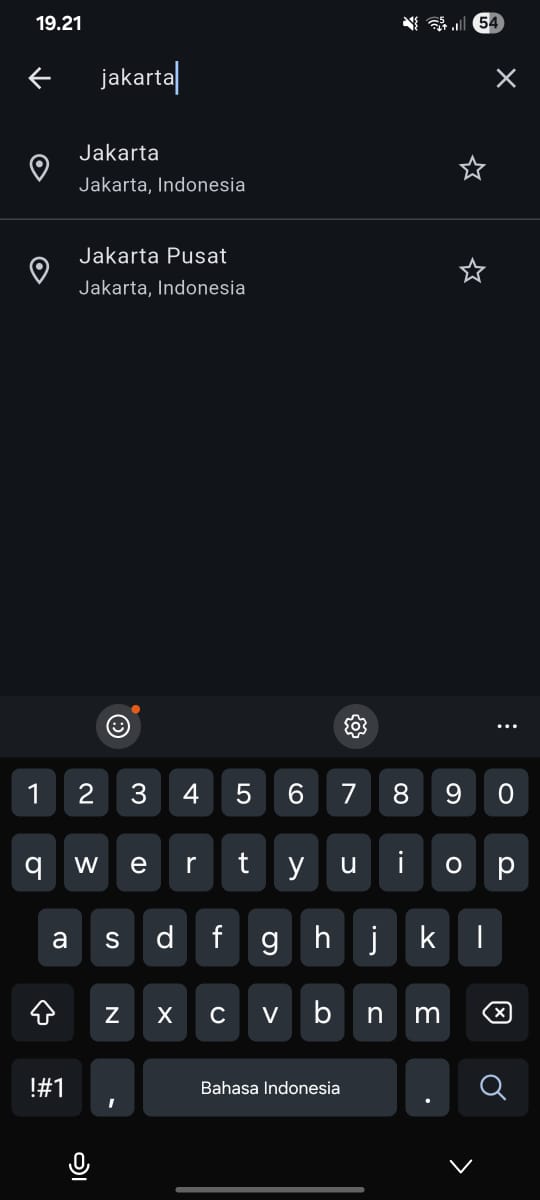 19.21
54
jakarta
Jakarta
Jakarta, Indonesia
Jakarta Pusat
Jakarta, Indonesia
1 2 3 4 5 6 7 8 9 0
q w e r t y u i o p
a s d f g h j k l
z x c v b n m
!#1 , Bahasa Indonesia .